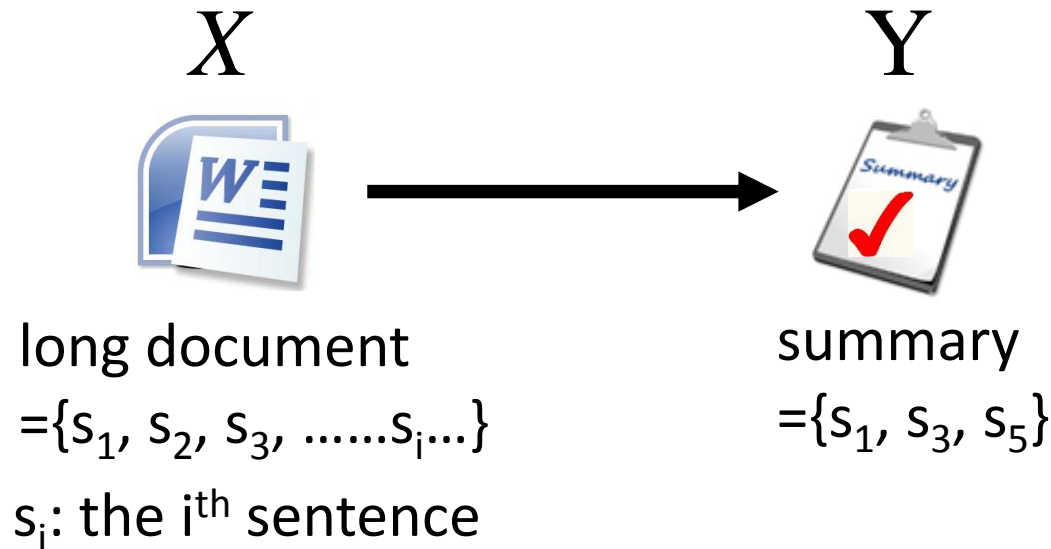 X
Y
W
Summary
long document
={s₁, s₂, s₃, ……sᵢ…}
sᵢ: the iᵗʰ sentence
summary
={s₁, s₃, s₅}